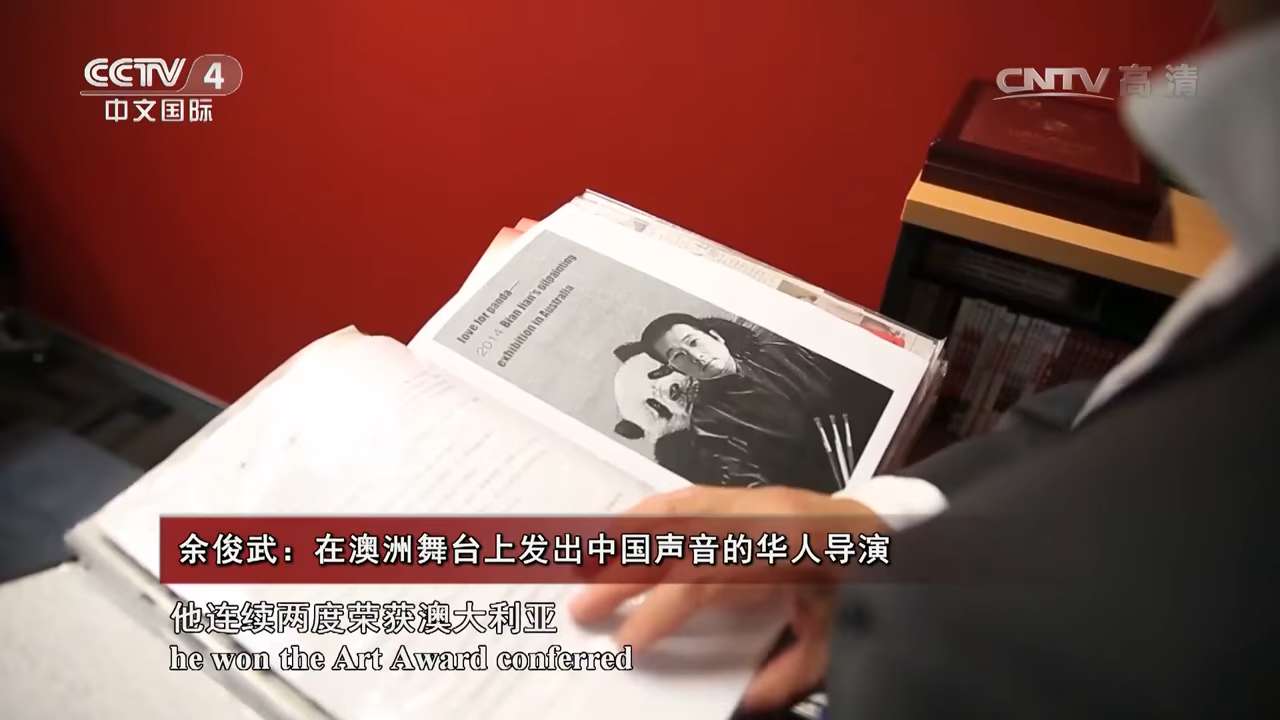 CCTV 4
中文国际
CNTV 高清
love for panda—
2014 Bian Jian's oilpainting
exhibition in Australia
余俊武：在澳洲舞台上发出中国声音的华人导演
他连续两度荣获澳大利亚
he won the Art Award conferred